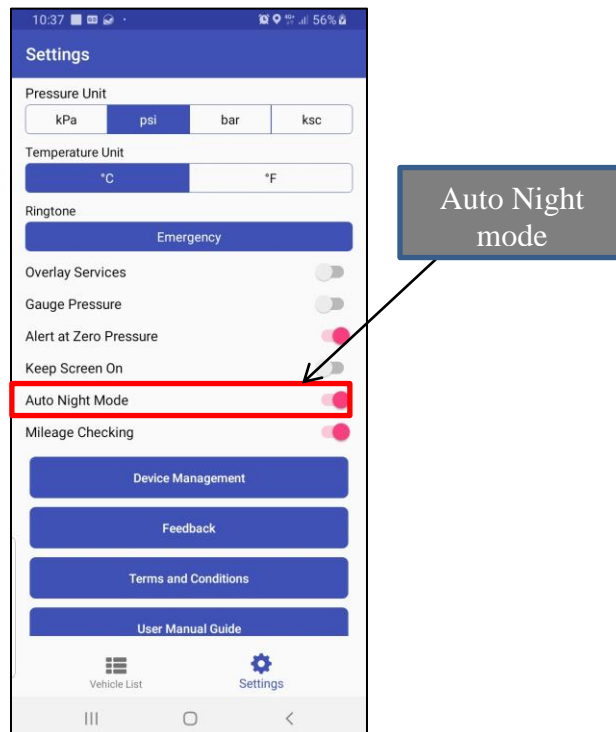 10:37
56%
Settings
Pressure Unit
kPa psi bar ksc
Temperature Unit
°C °F
Ringtone
Emergency
Overlay Services
Gauge Pressure
Alert at Zero Pressure
Keep Screen On
Auto Night Mode
Mileage Checking
Device Management
Feedback
Terms and Conditions
User Manual Guide
Vehicle List Settings
Auto Night
mode